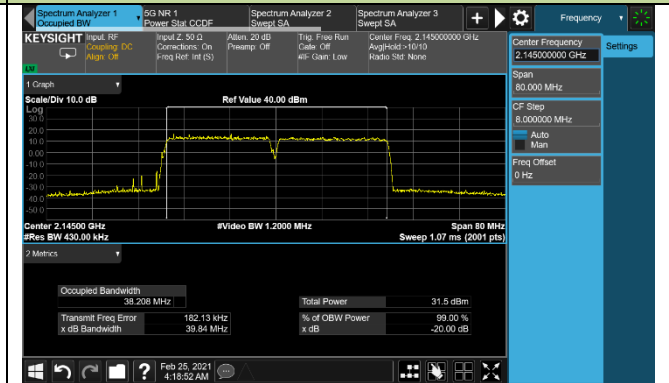 Spectrum Analyzer 1
Occupied BW
5G NR 1
Power Stat CCDF
Spectrum Analyzer 2
Swept SA
Spectrum Analyzer 3
Swept SA
Frequency
KEYSIGHT
Input: RF
Coupling: DC
Align: Off
Input Z: 50 Ω
Corrections: On
Freq Ref: Int (S)
Atten: 20 dB
Preamp: Off
Trig: Free Run
Gate: Off
#IF Gain: Low
Center Freq: 2.145000000 GHz
Avg|Hold:>10/10
Radio Std: None
LXI
Center Frequency
2.145000000 GHz
Settings
Span
80.000 MHz
CF Step
8.000000 MHz
Auto
Man
Freq Offset
0 Hz
1 Graph
Scale/Div 10.0 dB
Ref Value 40.00 dBm
Log
30.0
20.0
10.0
0.00
-10.0
-20.0
-30.0
-40.0
-50.0
Center 2.14500 GHz
#Video BW 1.2000 MHz
Span 80 MHz
#Res BW 430.00 kHz
Sweep 1.07 ms (2001 pts)
2 Metrics
Occupied Bandwidth
38.208 MHz
Total Power
31.5 dBm
Transmit Freq Error
182.13 kHz
% of OBW Power
99.00 %
x dB Bandwidth
39.84 MHz
x dB
-20.00 dB
Feb 25, 2021
4:18:52 AM